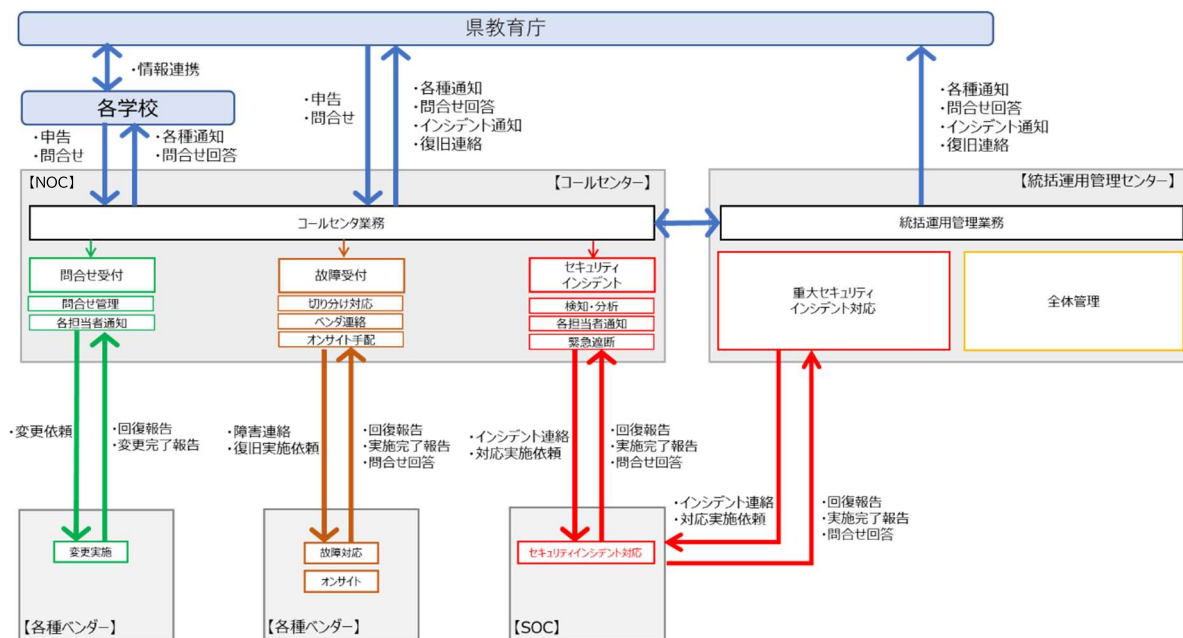 県教育庁
・情報連携
各学校
・申告
・問合せ
・各種通知
・問合せ回答
・申告
・問合せ
・各種通知
・問合せ回答
・インシデント通知
・復旧連絡
・各種通知
・問合せ回答
・インシデント通知
・復旧連絡
【NOC】
【コールセンター】
【統括運用管理センター】
コールセンタ業務
統括運用管理業務
問合せ受付
問合せ管理
各担当者通知
故障受付
切り分け対応
ベンダ連絡
オンサイト手配
セキュリティ
インシデント
検知・分析
各担当者通知
緊急遮断
重大セキュリティ
インシデント対応
全体管理
・変更依頼
・回復報告
・変更完了報告
・障害連絡
・復旧実施依頼
・回復報告
・実施完了報告
・問合せ回答
・インシデント連絡
・対応実施依頼
・回復報告
・実施完了報告
・問合せ回答
・インシデント連絡
・対応実施依頼
・回復報告
・実施完了報告
・問合せ回答
変更実施
故障対応
オンサイト
セキュリティインシデント対応
【各種ベンダー】
【各種ベンダー】
【SOC】